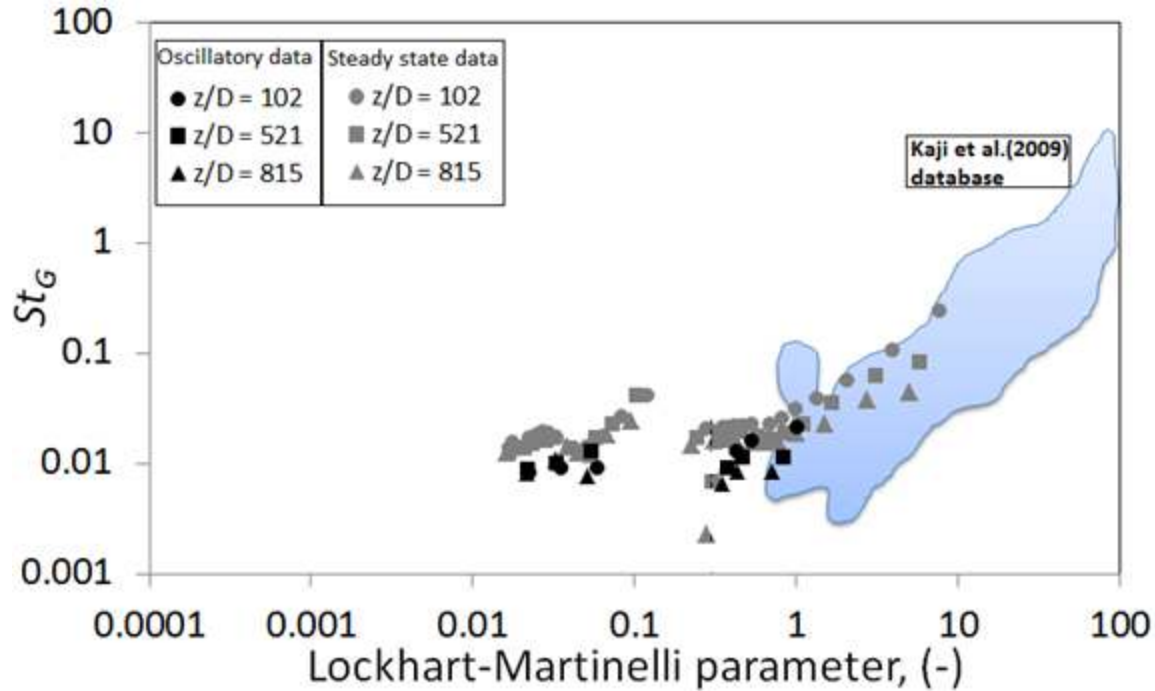 100
10
1
0.1
0.01
0.001
St_G
Oscillatory data
z/D = 102
z/D = 521
z/D = 815
Steady state data
z/D = 102
z/D = 521
z/D = 815
Kaji et al.(2009)
database
0.0001 0.001 0.01 0.1 1 10 100
Lockhart-Martinelli parameter, (-)